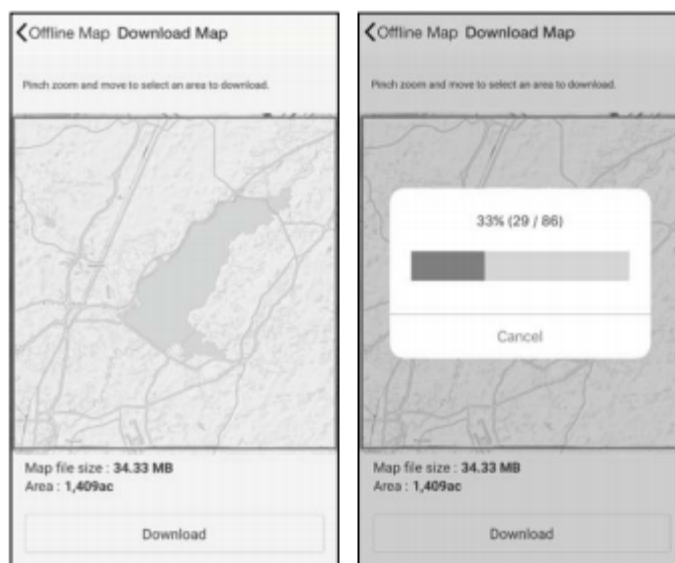 Offline Map Download Map
Pinch zoom and move to select an area to download.
Map file size : 34.33 MB
Area : 1,409ac
Download
Offline Map Download Map
Pinch zoom and move to select an area to download.
33% (29 / 86)
Cancel
Map file size : 34.33 MB
Area : 1,409ac
Download